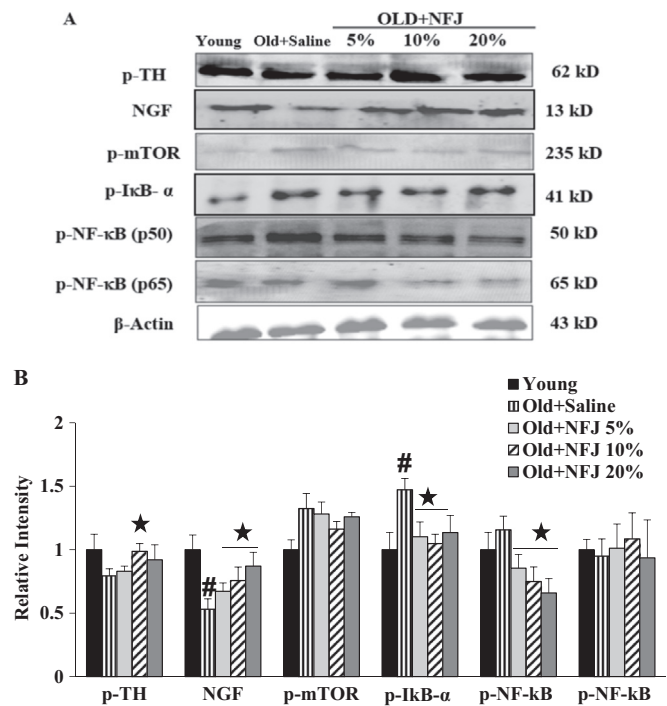 A
OLD+NFJ
Young Old+Saline 5% 10% 20%
p-TH 62 kD
NGF 13 kD
p-mTOR 235 kD
p-IκB- α 41 kD
p-NF-κB (p50) 50 kD
p-NF-κB (p65) 65 kD
β-Actin 43 kD
B
Young
Old+Saline
Old+NFJ 5%
Old+NFJ 10%
Old+NFJ 20%
Relative Intensity
2
1.5
1
0.5
0
# ★
# ★
★ ★
p-TH NGF p-mTOR p-IkB-α p-NF-kB p-NF-kB